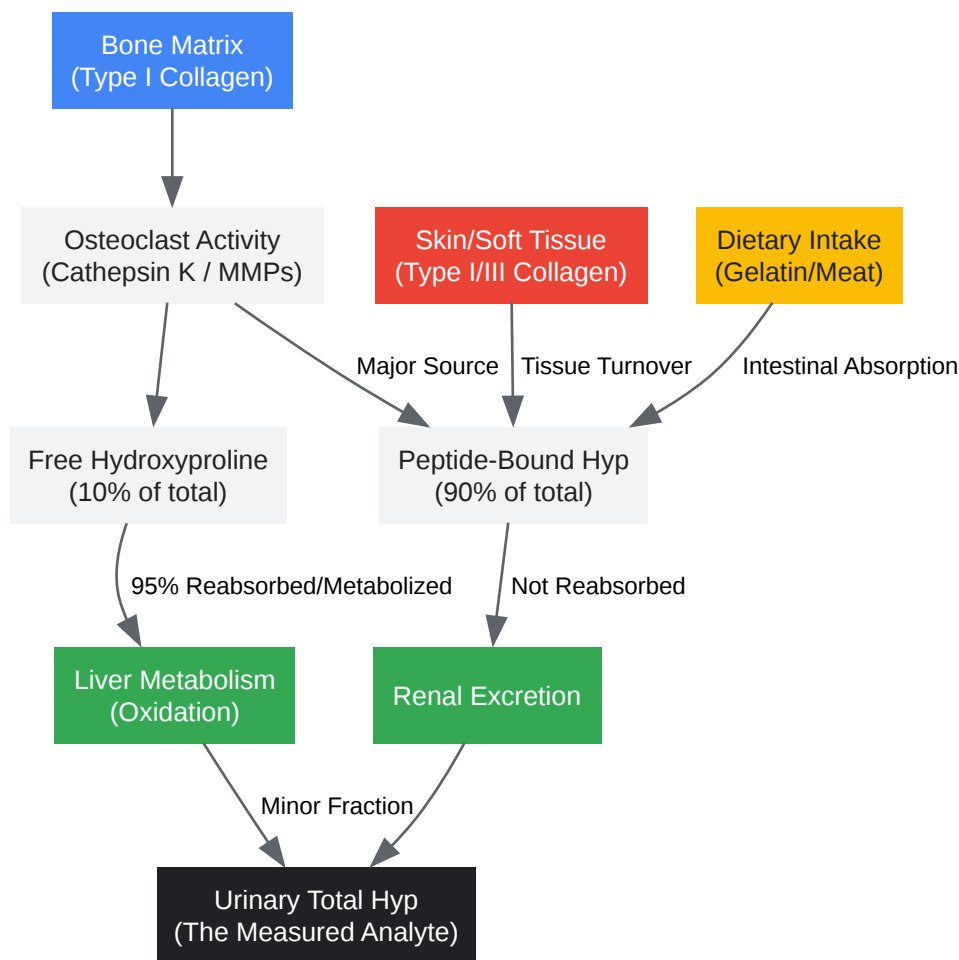 Bone Matrix
(Type I Collagen)
Osteoclast Activity
(Cathepsin K / MMPs)
Skin/Soft Tissue
(Type I/III Collagen)
Dietary Intake
(Gelatin/Meat)
Major Source
Tissue Turnover
Intestinal Absorption
Free Hydroxyproline
(10% of total)
Peptide-Bound Hyp
(90% of total)
95% Reabsorbed/Metabolized
Not Reabsorbed
Liver Metabolism
(Oxidation)
Renal Excretion
Minor Fraction
Urinary Total Hyp
(The Measured Analyte)